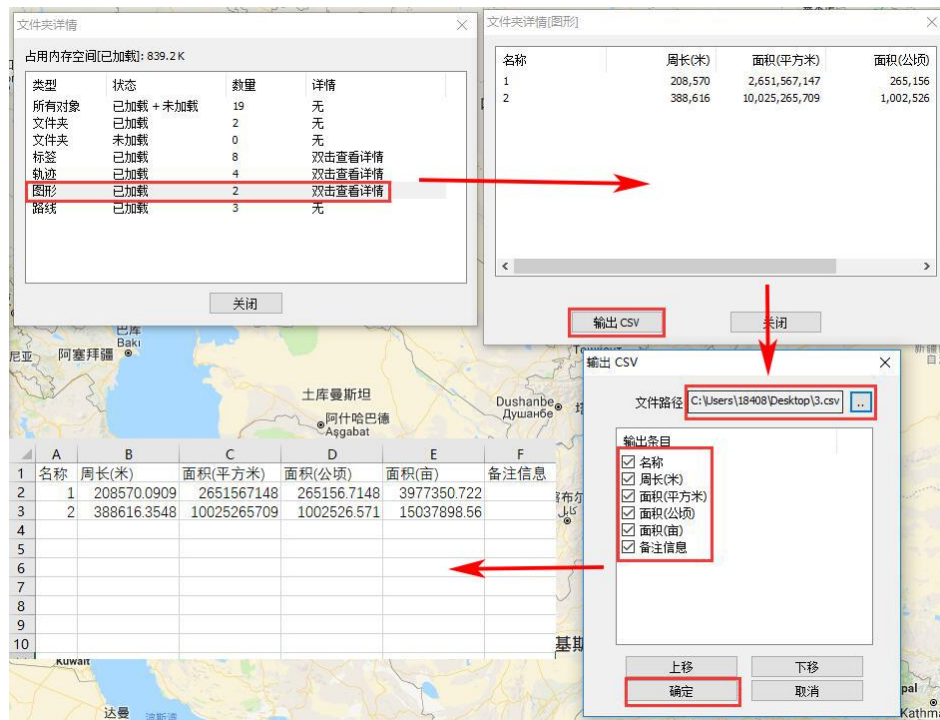 文件夹详情
占用内存空间[已加载]: 839.2 K
类型 状态 数量 详情
所有对象 已加载 + 未加载 19 无
文件夹 已加载 2 无
文件夹 未加载 0 无
标签 已加载 8 双击查看详情
轨迹 已加载 4 双击查看详情
图形 已加载 2 双击查看详情
路线 已加载 3 无
关闭
文件夹详情[图形]
名称 周长(米) 面积(平方米) 面积(公顷)
1 208,570 2,651,567,147 265,156
2 388,616 10,025,265,709 1,002,526
输出 CSV
关闭
输出 CSV
文件路径 C:\Users\18408\Desktop\3.csv ..
输出条目
名称
周长(米)
面积(平方米)
面积(公顷)
面积(亩)
备注信息
上移 下移
确定 取消
巴库
Baki
尼亚
阿塞拜疆
土库曼斯坦
阿什哈巴德
Aşgabat
Dushanbe
Душанбе
A B C D E F
1 名称 周长(米) 面积(平方米) 面积(公顷) 面积(亩) 备注信息
2 1 208570.0909 2651567148 265156.7148 3977350.722
3 2 388616.3548 10025265709 1002526.571 15037898.56
4
5
6
7
8
9
10
基斯
Kuwait
达曼
波斯湾
pal
Kathm